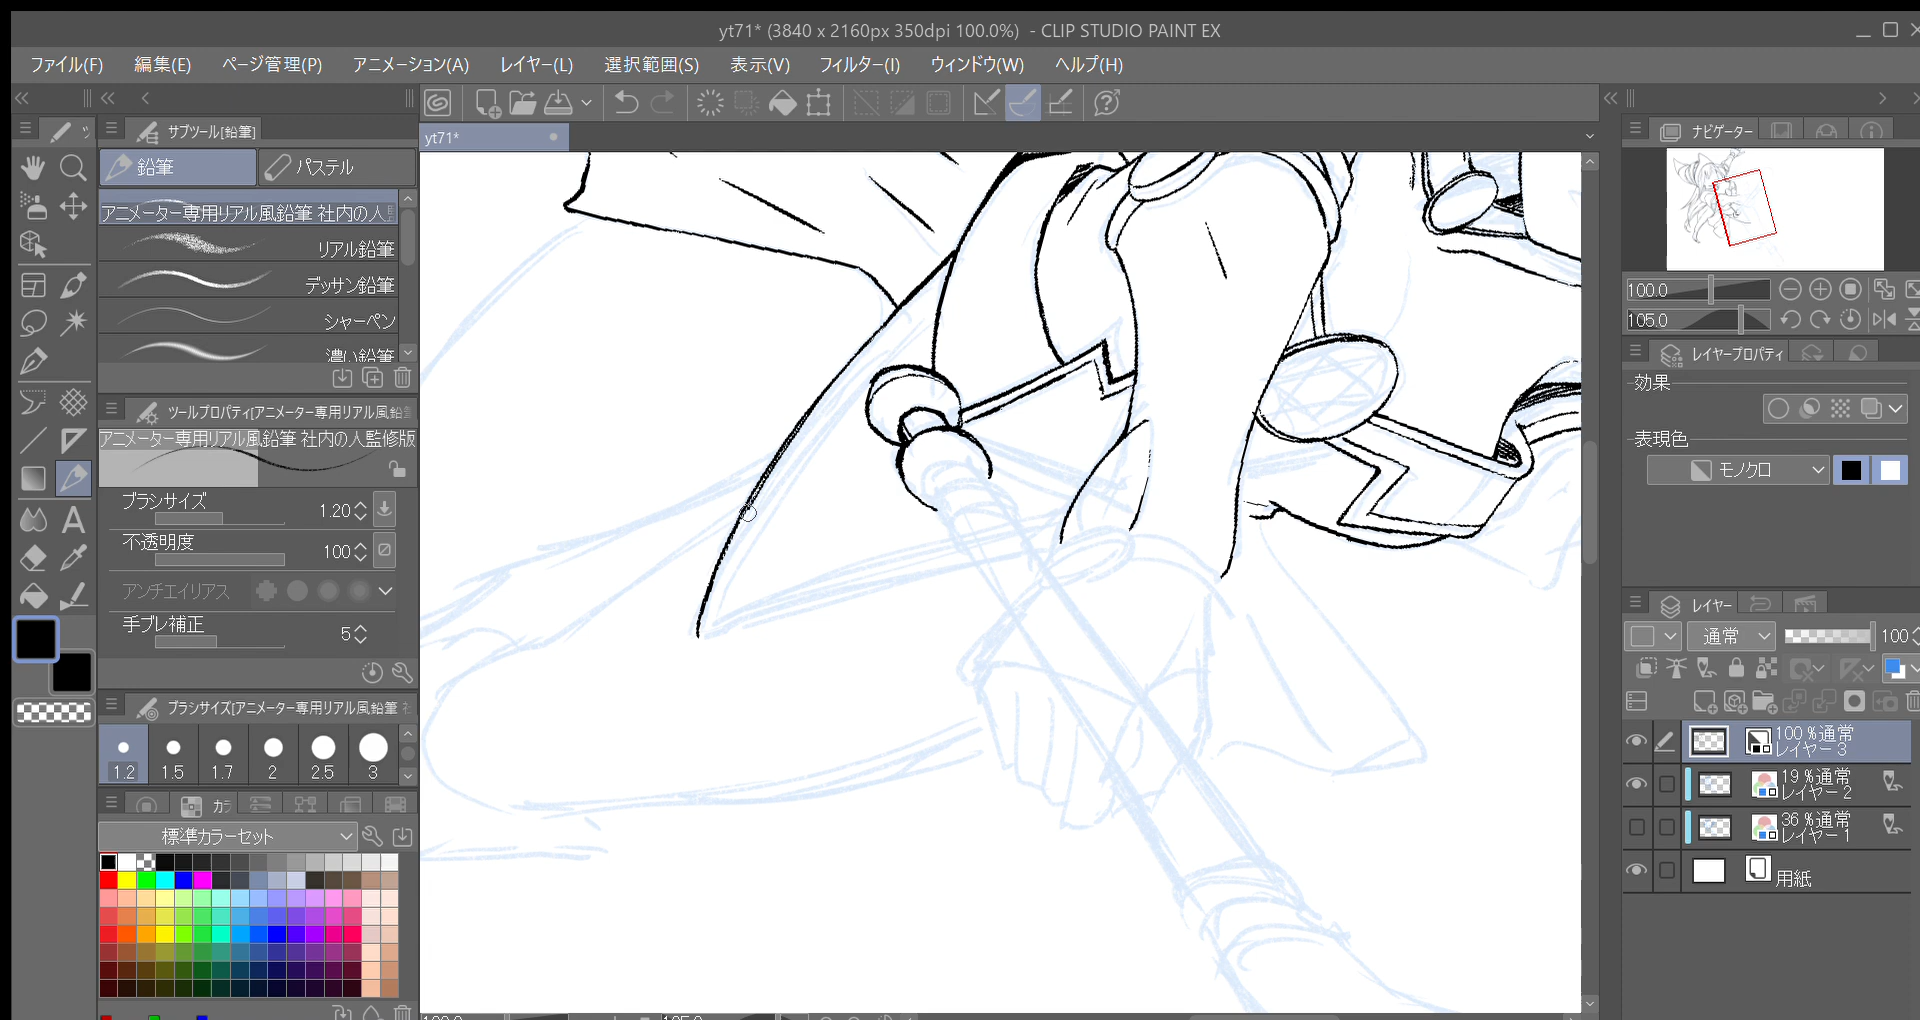 yt71* (3840 x 2160px 350dpi 100.0%) - CLIP STUDIO PAINT EX
ファイル(F) 編集(E) ページ管理(P) アニメーション(A) レイヤー(L) 選択範囲(S) 表示(V) フィルター(I) ウィンドウ(W) ヘルプ(H)
サブツール[鉛筆]
yt71*
鉛筆 パステル
アニメーター専用リアル風鉛筆 社内の人
リアル鉛筆
デッサン鉛筆
シャーペン
濃い鉛筆
ツールプロパティ[アニメーター専用リアル風鉛
アニメーター専用リアル風鉛筆 社内の人監修版
ブラシサイズ 1.20
不透明度 100
アンチエイリアス
手ブレ補正 5
ブラシサイズ[アニメーター専用リアル風鉛筆
1.2 1.5 1.7 2 2.5 3
カラ
標準カラーセット
ナビゲーター
100.0
105.0
レイヤープロパティ
効果
表現色
モノクロ
レイヤー
通常 100
100 %通常
レイヤー 3
19 %通常
レイヤー 2
36 %通常
レイヤー 1
用紙
100.0 105.0